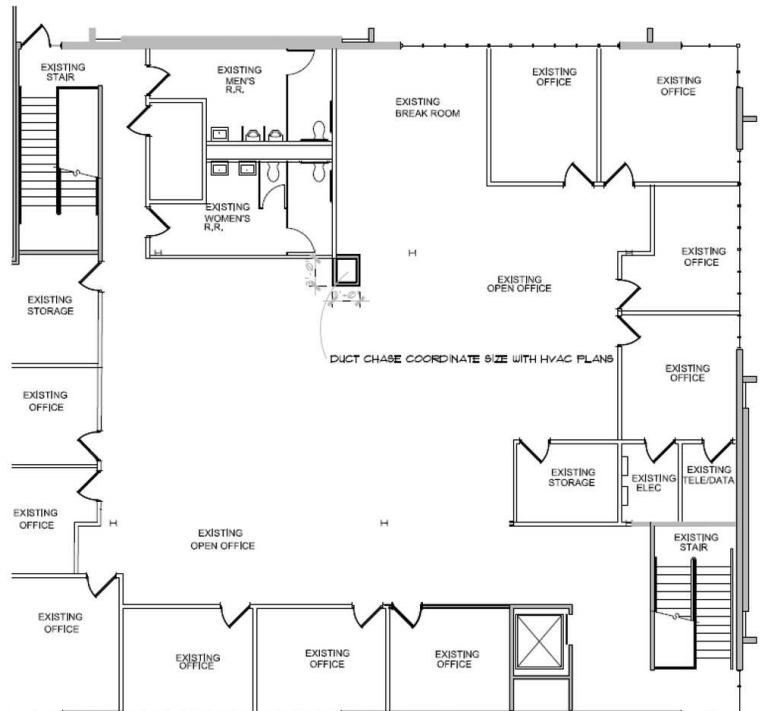 EXISTING
STAIR
EXISTING
MEN'S
R.R.
EXISTING
BREAK ROOM
EXISTING
OFFICE
EXISTING
OFFICE
EXISTING
WOMEN'S
R.R.
EXISTING
OFFICE
EXISTING
OPEN OFFICE
EXISTING
STORAGE
DUCT CHASE COORDINATE SIZE WITH HVAC PLANS
EXISTING
OFFICE
EXISTING
OFFICE
EXISTING
STORAGE
EXISTING
ELEC
EXISTING
TELE/DATA
EXISTING
OFFICE
EXISTING
OPEN OFFICE
EXISTING
STAIR
EXISTING
OFFICE
EXISTING
OFFICE
EXISTING
OFFICE
EXISTING
OFFICE